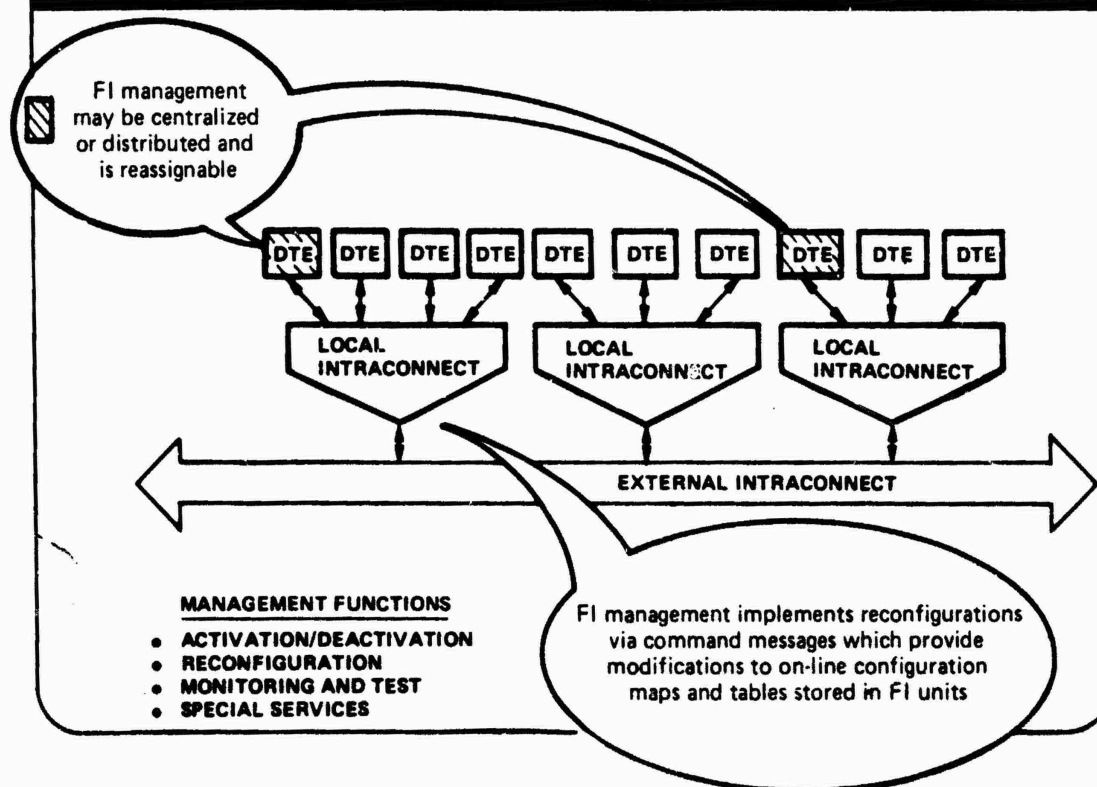 FI management
may be centralized
or distributed and
is reassignable
DTE DTE DTE DTE DTE DTE DTE DTE DTE DTE
LOCAL
INTRACONNECT
LOCAL
INTRACONNECT
LOCAL
INTRACONNECT
EXTERNAL INTRACONNECT
MANAGEMENT FUNCTIONS
• ACTIVATION/DEACTIVATION
• RECONFIGURATION
• MONITORING AND TEST
• SPECIAL SERVICES
FI management implements reconfigurations
via command messages which provide
modifications to on-line configuration
maps and tables stored in FI units